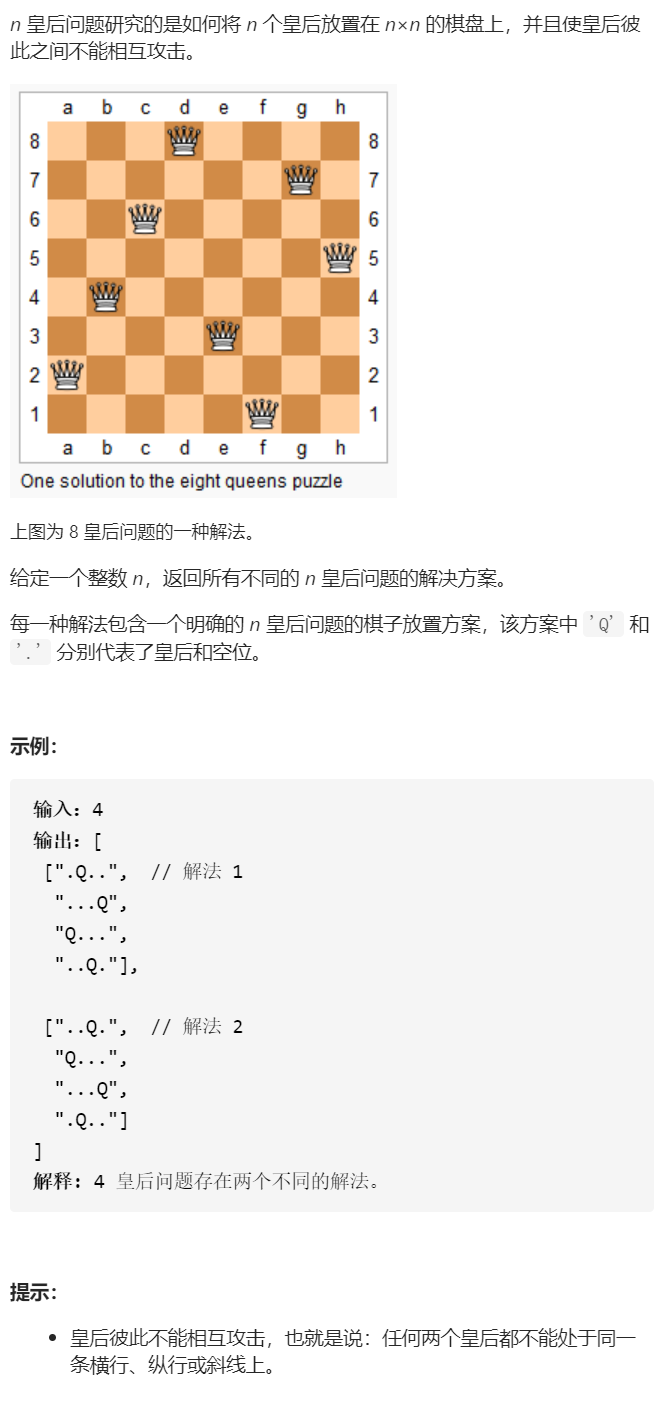 n 皇后问题研究的是如何将 n 个皇后放置在 n×n 的棋盘上，并且使皇后彼
此之间不能相互攻击。
a b c d e f g h
8 8
7 7
6 6
5 5
4 4
3 3
2 2
1 1
a b c d e f g h
One solution to the eight queens puzzle
上图为 8 皇后问题的一种解法。
给定一个整数 n，返回所有不同的 n 皇后问题的解决方案。
每一种解法包含一个明确的 n 皇后问题的棋子放置方案，该方案中 'Q' 和
'.' 分别代表了皇后和空位。
示例：
输入：4
输出：[
[".Q..",  // 解法 1
"...Q",
"Q...",
"..Q."],
["..Q.",  // 解法 2
"Q...",
"...Q",
".Q.."]
]
解释：4 皇后问题存在两个不同的解法。
提示：
• 皇后彼此不能相互攻击，也就是说：任何两个皇后都不能处于同一
条横行、纵行或斜线上。